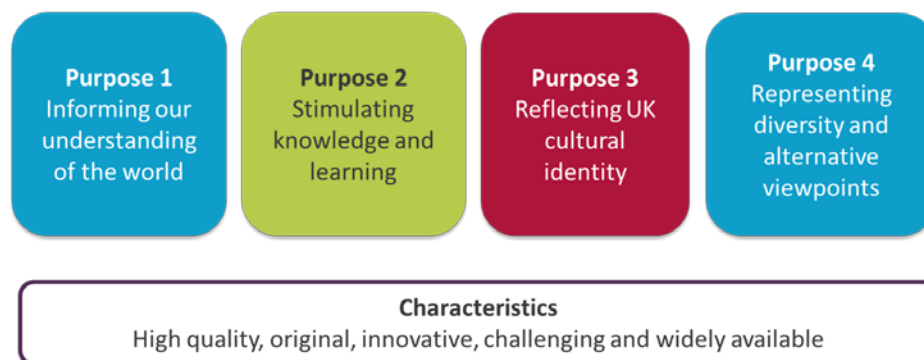 Purpose 1
Informing our
understanding
of the world
Purpose 2
Stimulating
knowledge and
learning
Purpose 3
Reflecting UK
cultural
identity
Purpose 4
Representing
diversity and
alternative
viewpoints
Characteristics
High quality, original, innovative, challenging and widely available